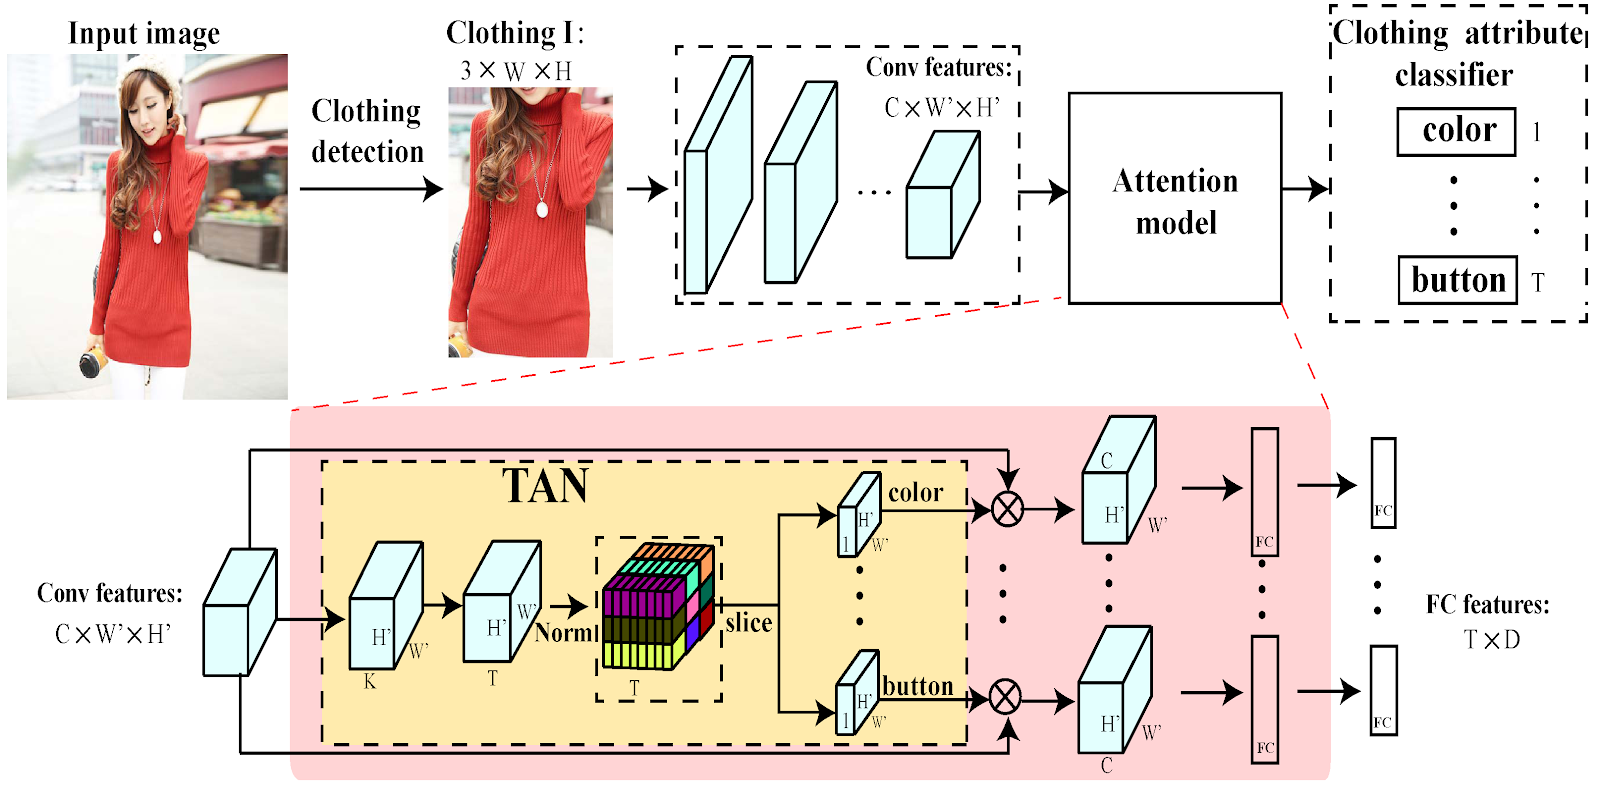 Input image
Clothing I:
3 × W × H
Clothing
detection
Conv features:
C×W'×H'
Attention
model
Clothing attribute
classifier
color 1
button T
TAN
Conv features:
C×W'×H'
H'
W'
K
H'
W'
T
Norm
T
slice
color
H'
1
W'
button
H'
1
W'
C
H'
W'
H'
W'
C
FC
FC
FC
FC
FC features:
T×D